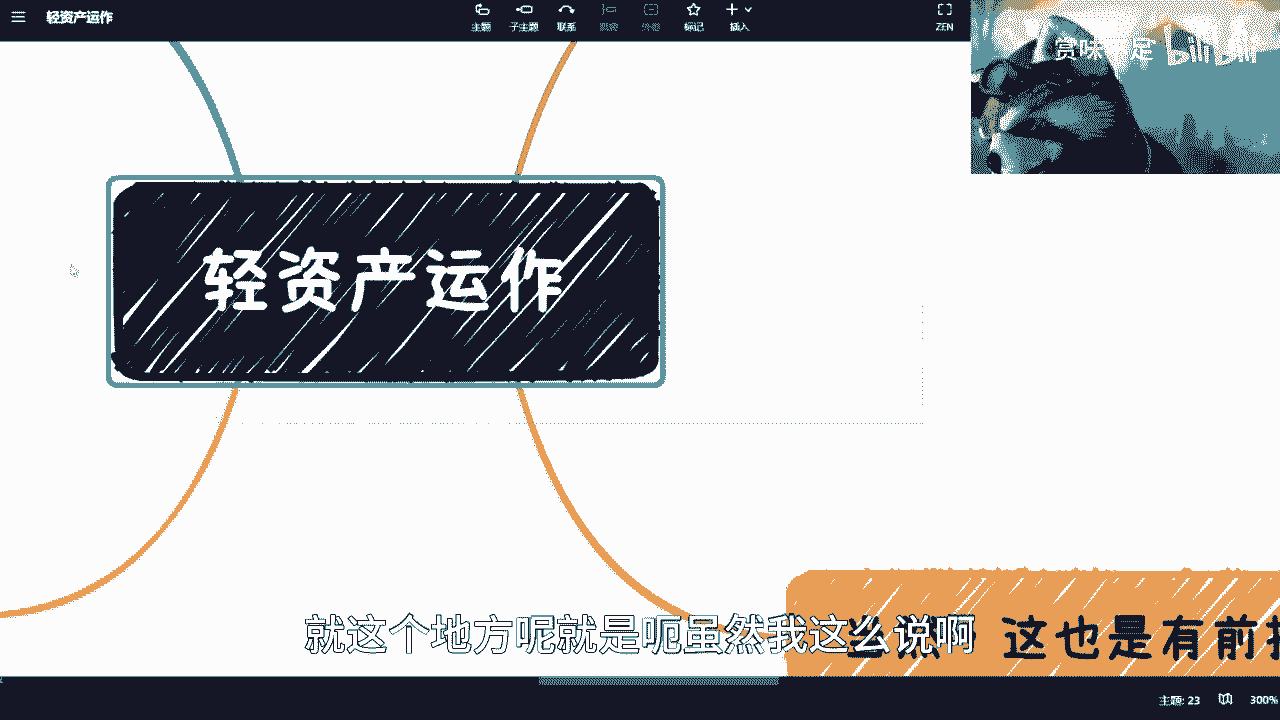 轻资产运作
主题
子主题
联系
概要
外框
标记
插入
ZEN
赏味不足 bilibili
轻资产运作
当然 这也是有前
就这个地方呢就是呃虽然我这么说啊
主题: 23
300%